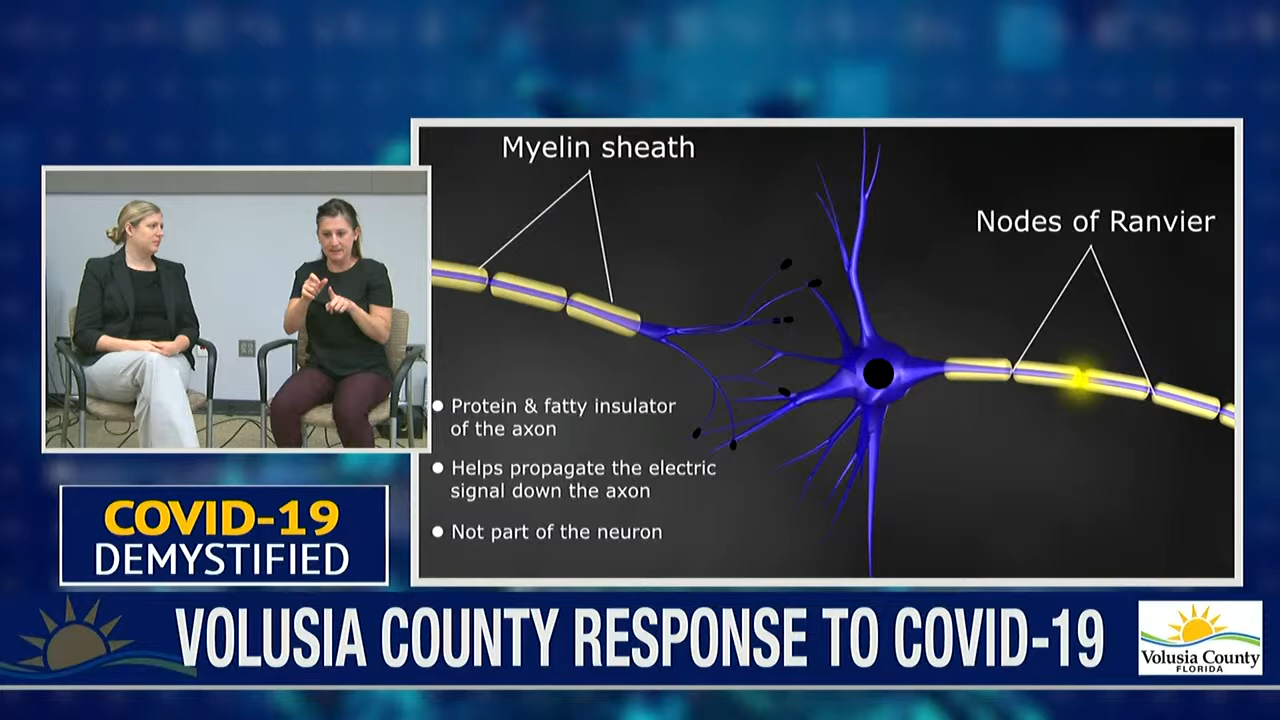 Myelin sheath
Nodes of Ranvier
Protein & fatty insulator
of the axon
Helps propagate the electric
signal down the axon
Not part of the neuron
COVID-19
DEMYSTIFIED
VOLUSIA COUNTY RESPONSE TO COVID-19
Volusia County
FLORIDA